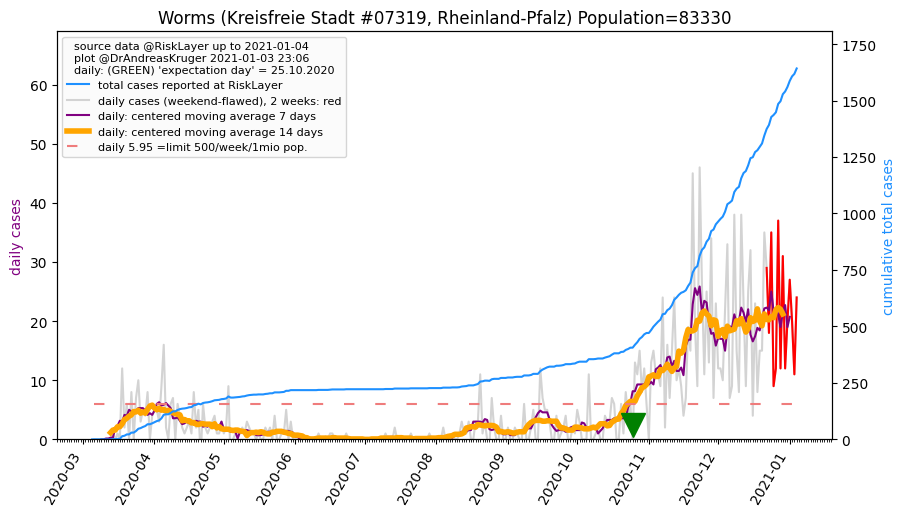 Worms (Kreisfreie Stadt #07319, Rheinland-Pfalz) Population=83330
source data @RiskLayer up to 2021-01-04
plot @DrAndreasKruger 2021-01-03 23:06
daily: (GREEN) 'expectation day' = 25.10.2020
total cases reported at RiskLayer
daily cases (weekend-flawed), 2 weeks: red
daily: centered moving average 7 days
daily: centered moving average 14 days
daily 5.95 =limit 500/week/1mio pop.
daily cases
60
50
40
30
20
10
0
cumulative total cases
1750
1500
1250
1000
750
500
250
0
2020-03
2020-04
2020-05
2020-06
2020-07
2020-08
2020-09
2020-10
2020-11
2020-12
2021-01